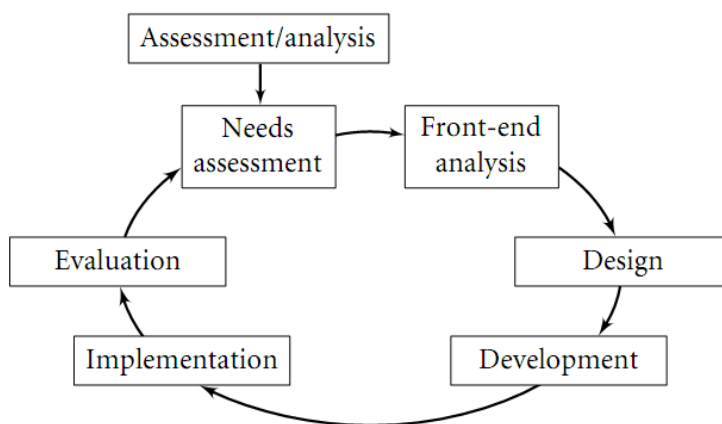 Assessment/analysis
Needs
assessment
Front-end
analysis
Evaluation
Design
Implementation
Development